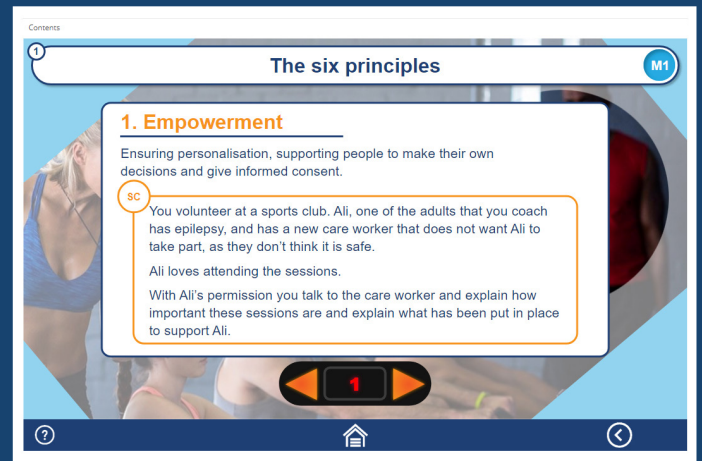 Contents
1
The six principles
M1
1. Empowerment
Ensuring personalisation, supporting people to make their own
decisions and give informed consent.
SC
You volunteer at a sports club. Ali, one of the adults that you coach
has epilepsy, and has a new care worker that does not want Ali to
take part, as they don’t think it is safe.
Ali loves attending the sessions.
With Ali’s permission you talk to the care worker and explain how
important these sessions are and explain what has been put in place
to support Ali.
1
?